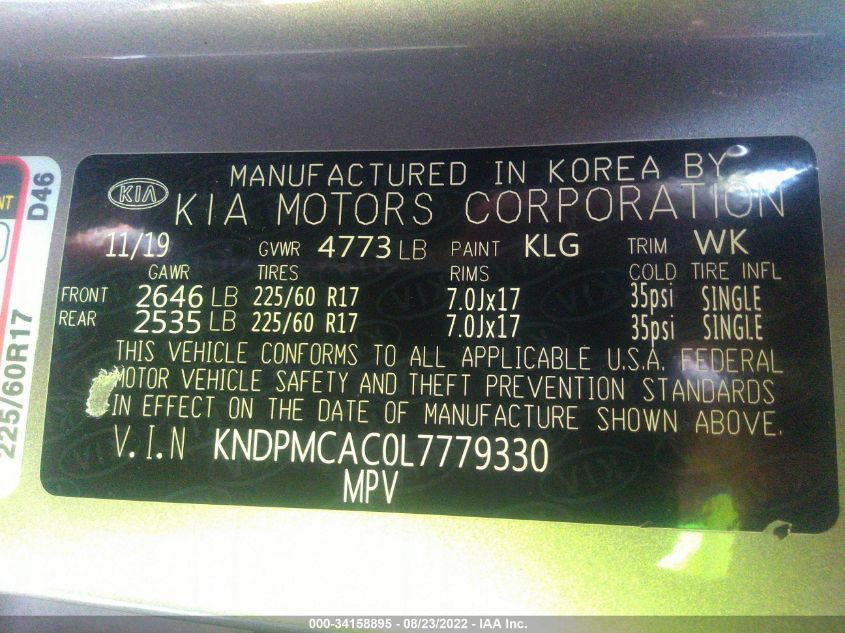 MANUFACTURED IN KOREA BY
KIA KIA MOTORS CORPORATION
11/19 GVWR 4773 LB PAINT KLG TRIM WK
GAWR TIRES RIMS COLD TIRE INFL
FRONT 2646 LB 225/60 R17 7.0Jx17 35psi SINGLE
REAR 2535 LB 225/60 R17 7.0Jx17 35psi SINGLE
THIS VEHICLE CONFORMS TO ALL APPLICABLE U.S.A. FEDERAL
MOTOR VEHICLE SAFETY AND THEFT PREVENTION STANDARDS
IN EFFECT ON THE DATE OF MANUFACTURE SHOWN ABOVE.
V.I.N KNDPMCAC0L7779330
MPV
D46
225/60R17
000-34158895 - 08/23/2022 - IAA Inc.